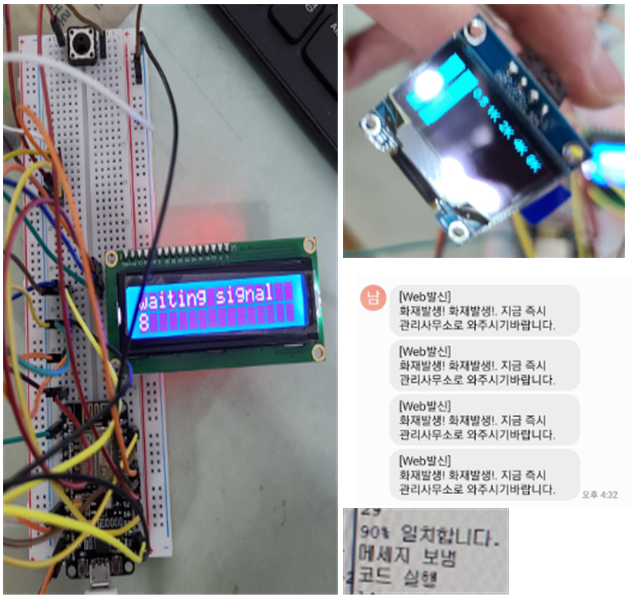 waiting signal
8
0.5 1K 2K 4K 8K
남
[Web발신]
화재발생! 화재발생!. 지금 즉시
관리사무소로 와주시기바랍니다.
[Web발신]
화재발생! 화재발생!. 지금 즉시
관리사무소로 와주시기바랍니다.
[Web발신]
화재발생! 화재발생!. 지금 즉시
관리사무소로 와주시기바랍니다.
[Web발신]
화재발생! 화재발생!. 지금 즉시
관리사무소로 와주시기바랍니다.
오후 4:32
29
90% 일치합니다.
메세지 보냄
코드 실행